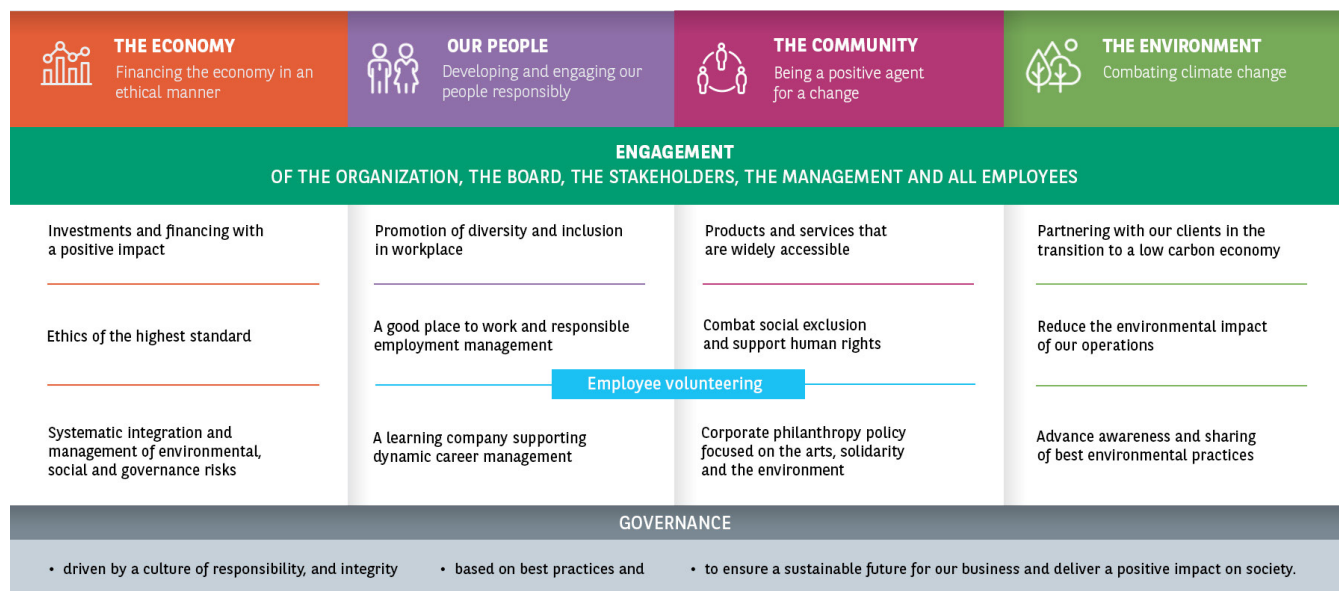 THE ECONOMY
Financing the economy in an
ethical manner
OUR PEOPLE
Developing and engaging our
people responsibly
THE COMMUNITY
Being a positive agent
for a change
THE ENVIRONMENT
Combating climate change
ENGAGEMENT
OF THE ORGANIZATION, THE BOARD, THE STAKEHOLDERS, THE MANAGEMENT AND ALL EMPLOYEES
Investments and financing with
a positive impact
Promotion of diversity and inclusion
in workplace
Products and services that
are widely accessible
Partnering with our clients in the
transition to a low carbon economy
Ethics of the highest standard
A good place to work and responsible
employment management
Combat social exclusion
and support human rights
Reduce the environmental impact
of our operations
Employee volunteering
Systematic integration and
management of environmental,
social and governance risks
A learning company supporting
dynamic career management
Corporate philanthropy policy
focused on the arts, solidarity
and the environment
Advance awareness and sharing
of best environmental practices
GOVERNANCE
• driven by a culture of responsibility, and integrity
• based on best practices and
• to ensure a sustainable future for our business and deliver a positive impact on society.